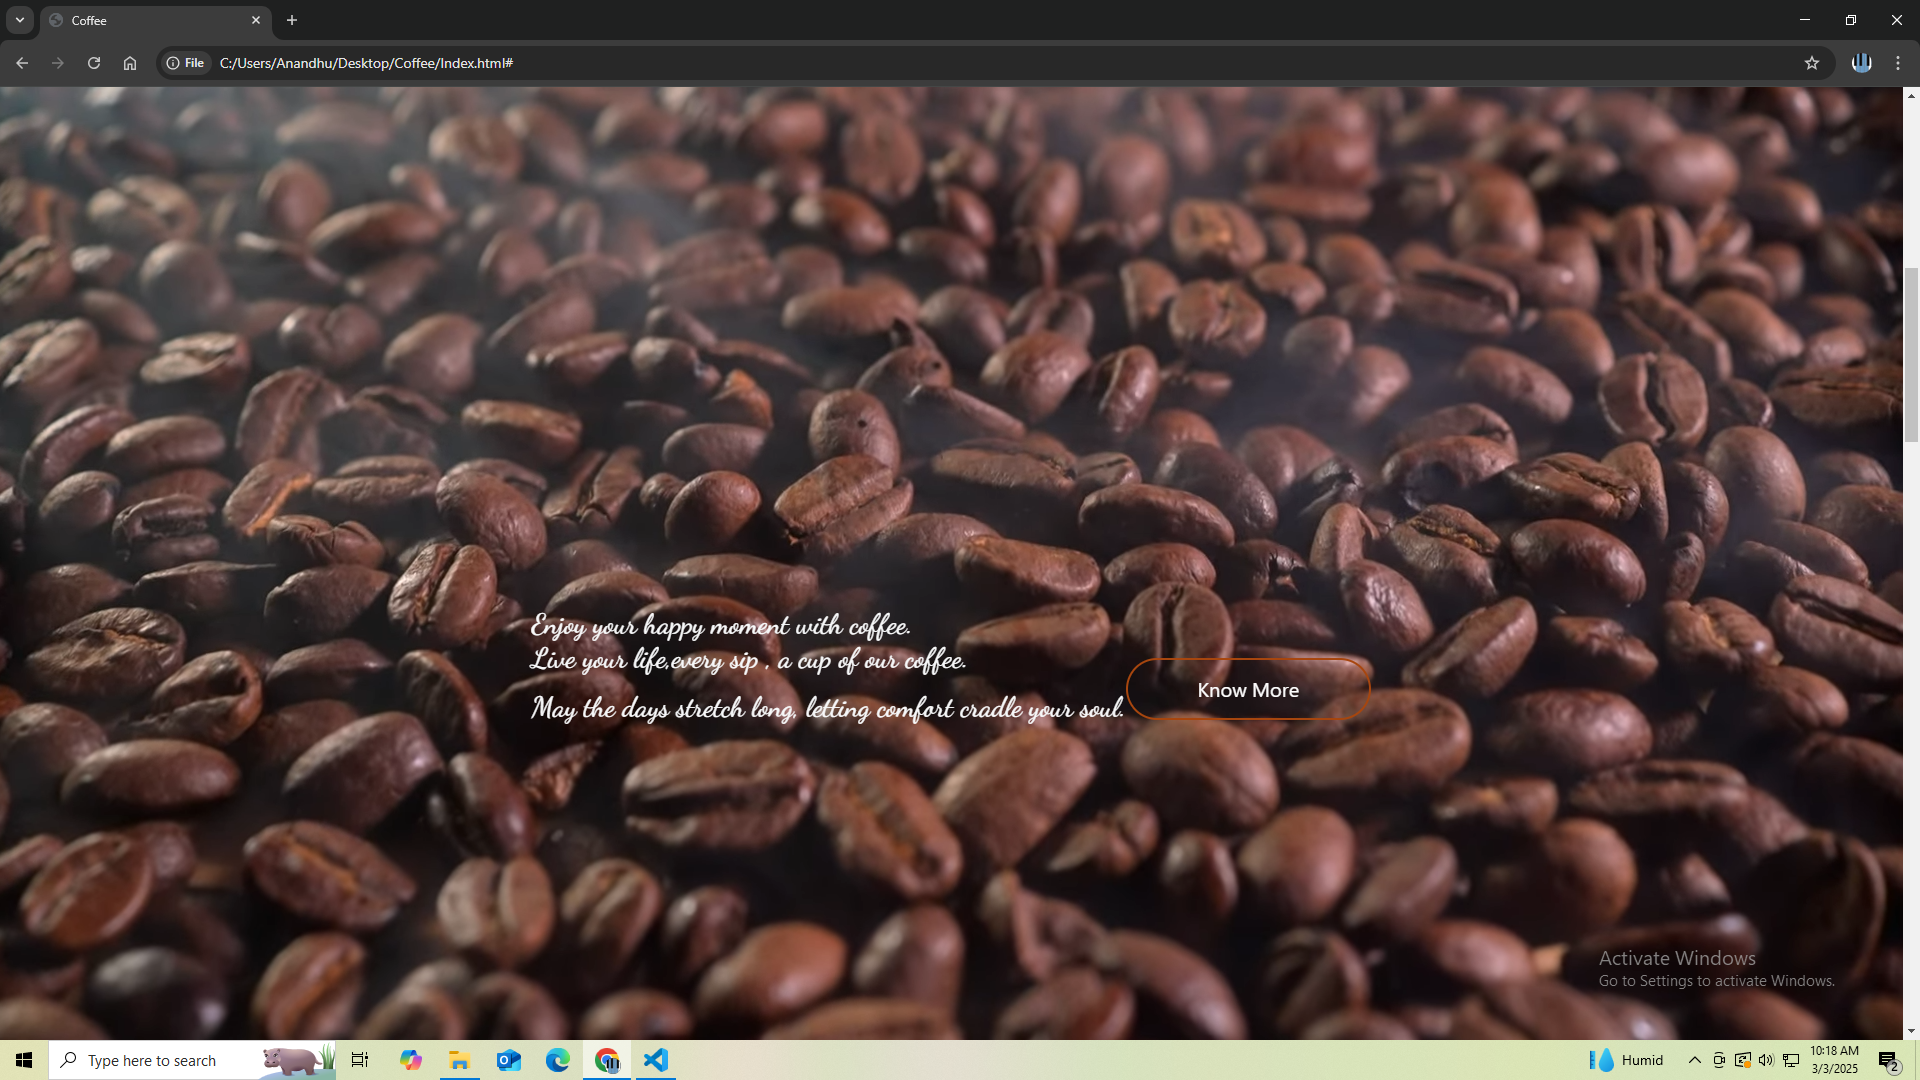 Coffee
File
C:/Users/Anandhu/Desktop/Coffee/Index.html#
Enjoy your happy moment with coffee.
Live your life,every sip , a cup of our coffee.
May the days stretch long, letting comfort cradle your soul.
Know More
Activate Windows
Go to Settings to activate Windows.
Type here to search
Humid
10:18 AM
3/3/2025
2